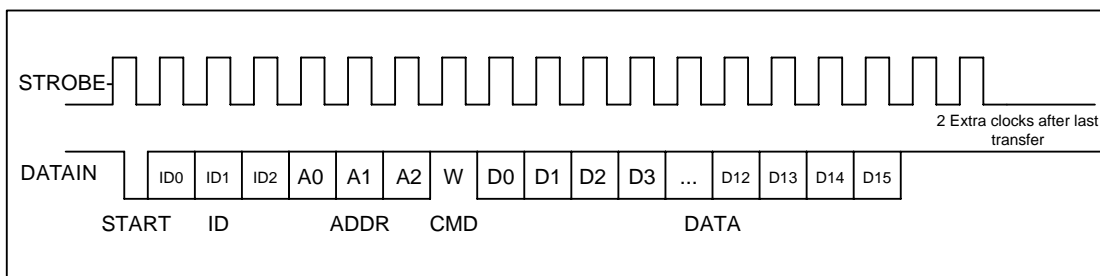 STROBE-
2 Extra clocks after last
transfer
DATAIN ID0 ID1 ID2 A0 A1 A2 W D0 D1 D2 D3 ... D12 D13 D14 D15
START ID ADDR CMD DATA